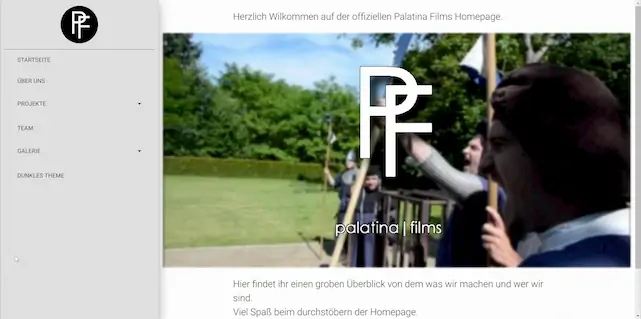 PF
STARTSEITE
ÜBER UNS
PROJEKTE
TEAM
GALERIE
DUNKLES THEME
Herzlich Wilkommen auf der offiziellen Palatina Films Homepage.
PF
palatina|films
Hier findet ihr einen groben Überblick von dem was wir machen und wer wir
sind.
Viel Spaß beim durchstöbern der Homepage.